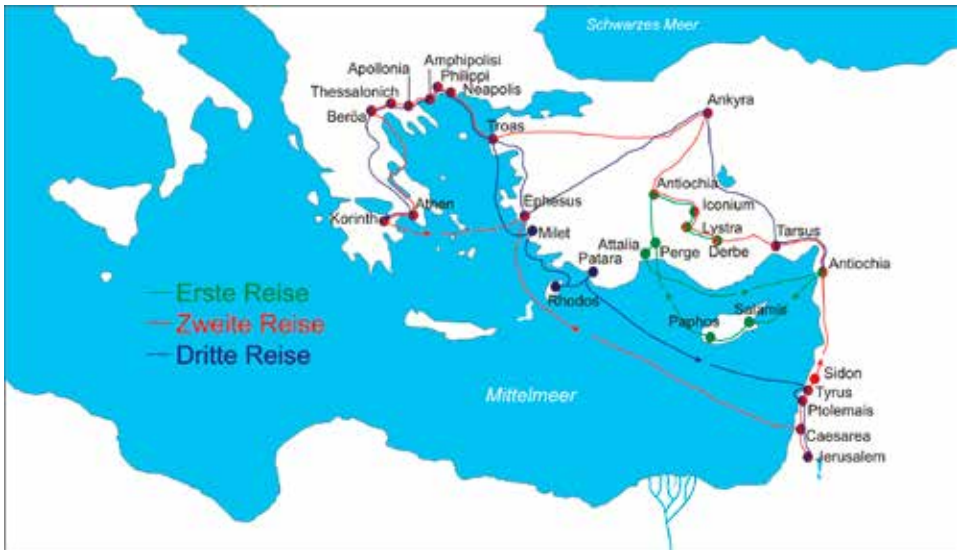 Schwarzes Meer
Amphipolisi
Apollonia
Philippi
Thessalonich
Neapolis
Beröa
Ankyra
Troas
Antiochia
Iconium
Athen
Ephesus
Korinth
Lystra
Tarsus
Milet
Attalia
Perge
Derbe
Patara
Antiochia
Rhodos
Erste Reise
Salamis
Paphos
Zweite Reise
Dritte Reise
Sidon
Tyrus
Mittelmeer
Ptolemais
Caesarea
Jerusalem